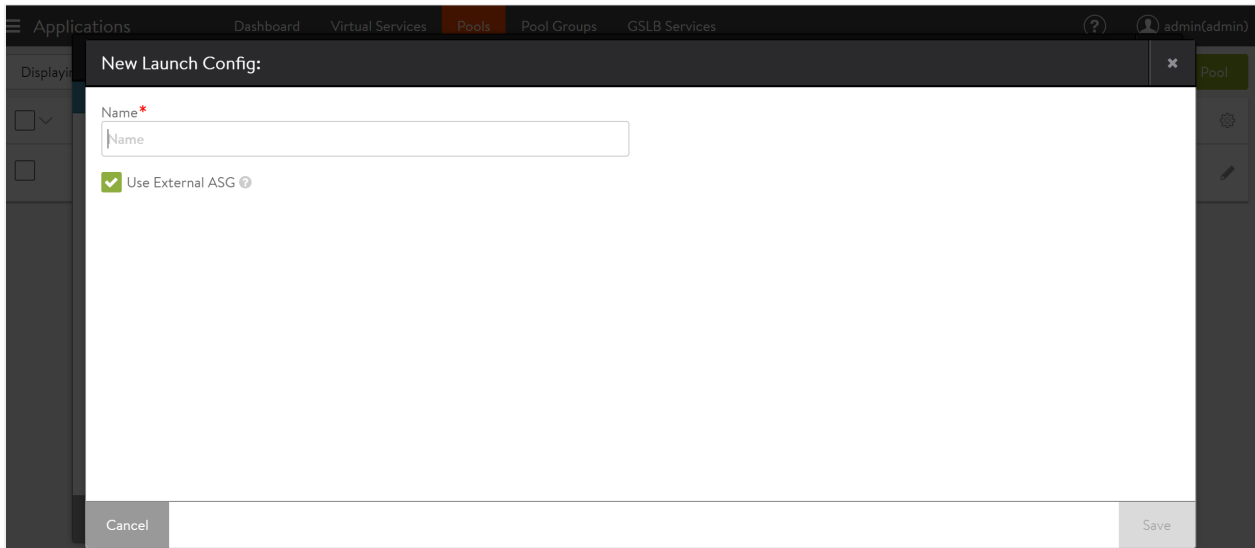 Applications Dashboard Virtual Services Pools Pool Groups GSLB Services ? admin(admin)
Displayin
New Launch Config: ×
Pool
Name*
Name
Use External ASG ?
Cancel Save